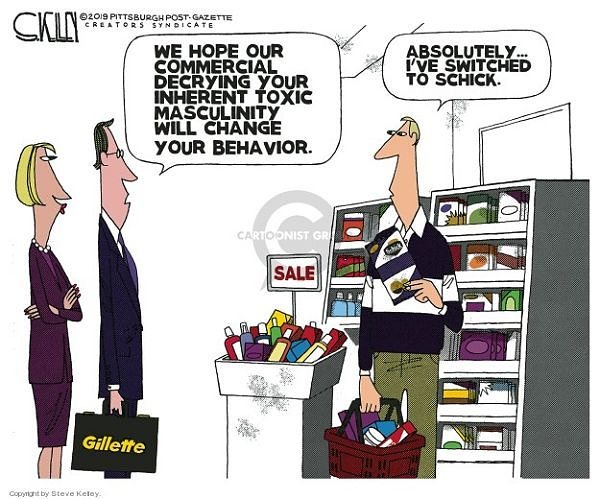 S.KELLEY
©2019 PITTSBURGH POST-GAZETTE
CREATORS SYNDICATE
WE HOPE OUR
COMMERCIAL
DECRYING YOUR
INHERENT TOXIC
MASCULINITY
WILL CHANGE
YOUR BEHAVIOR.
ABSOLUTELY...
I'VE SWITCHED
TO SCHICK.
C
CARTOONIST GR
SALE
Gillette
Copyright by Steve Kelley.